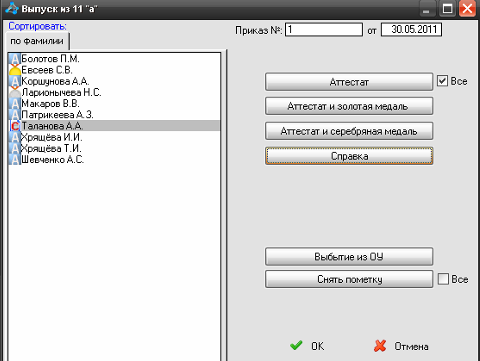 Выпуск из 11 "а"
Сортировать:
по фамилии
Приказ №: 1 от 30.05.2011
Болотов П.М.
Евсеев С.В.
Коршунова А.А.
Ларионычева Н.С.
Макаров В.В.
Патрикеева А.З.
Таланова А.А.
Хрящёва И.И.
Хрящёва Т.И.
Шевченко А.С.
Аттестат Все
Аттестат и золотая медаль
Аттестат и серебряная медаль
Справка
Выбытие из ОУ
Снять пометку Все
OK Отмена